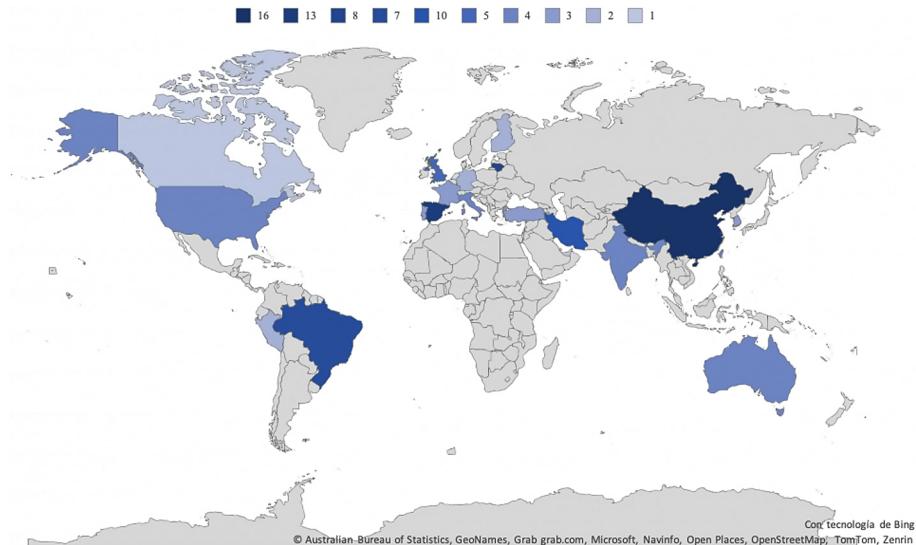 16 13 8 7 10 5 4 3 2 1
Con tecnología de Bing
© Australian Bureau of Statistics, GeoNames, Grab grab.com, Microsoft, Navinfo, Open Places, OpenStreetMap, TomTom, Zenrin